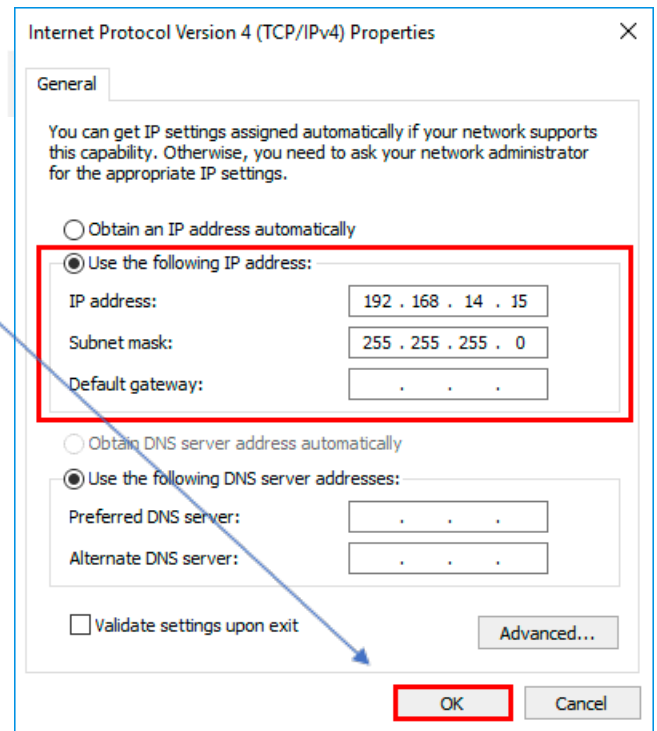 Internet Protocol Version 4 (TCP/IPv4) Properties
General
You can get IP settings assigned automatically if your network supports
this capability. Otherwise, you need to ask your network administrator
for the appropriate IP settings.
Obtain an IP address automatically
Use the following IP address:
IP address: 192 . 168 . 14 . 15
Subnet mask: 255 . 255 . 255 . 0
Default gateway: . . .
Obtain DNS server address automatically
Use the following DNS server addresses:
Preferred DNS server: . . .
Alternate DNS server: . . .
Validate settings upon exit
Advanced...
OK Cancel